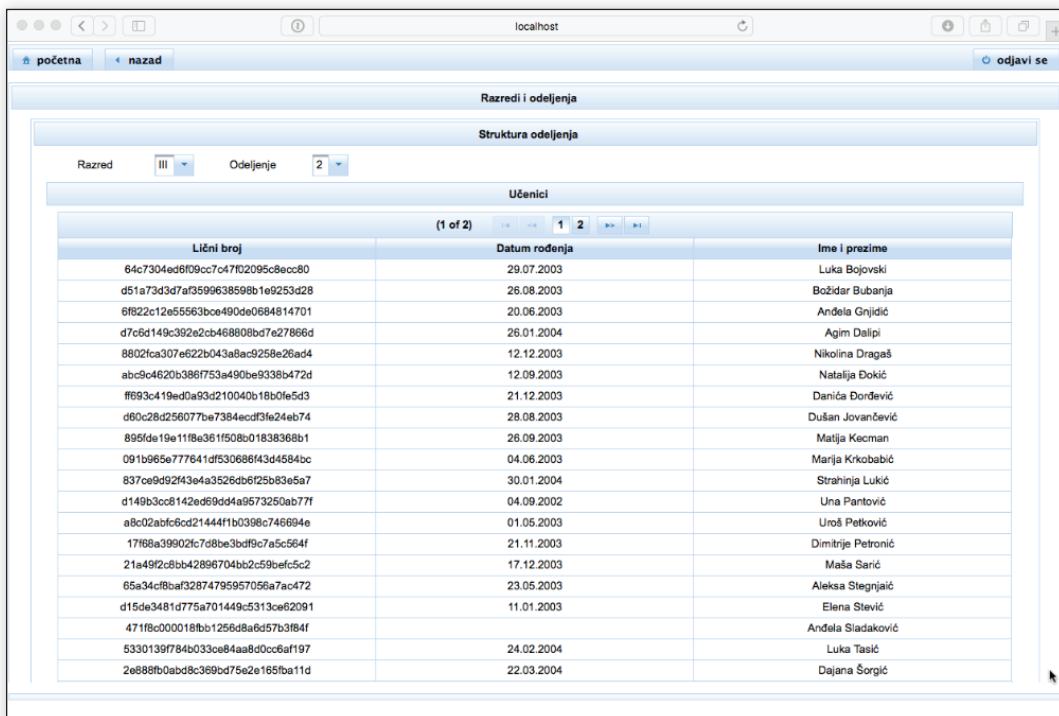 localhost
početna nazad odjavi se
Razredi i odeljenja
Struktura odeljenja
Razred III Odeljenje 2
Učenici
(1 of 2) 1 2
Lični broj Datum rođenja Ime i prezime
64c7304ed6f09cc7c47f02095c8ecc80 29.07.2003 Luka Bojovski
d51a73d3d7af3599638598b1e9253d28 26.08.2003 Božidar Bubanja
6f822c12e55563bce490de0684814701 20.06.2003 Anđela Gnjidić
d7c6d149c392e2cb468808bd7e27866d 26.01.2004 Agim Dalipi
8802fca307e622b043a8ac9258e26ad4 12.12.2003 Nikolina Dragaš
abc9c4620b386f753a490be9338b472d 12.09.2003 Natalija Đokić
ff693c419ed0a93d210040b18b0fe5d3 21.12.2003 Danića Đorđević
d60c28d256077be7384ecdf3fe24eb74 28.08.2003 Dušan Jovančević
895fde19e11f8e361f508b01838368b1 26.09.2003 Matija Kecman
091b965e777641df530686f43d4584bc 04.06.2003 Marija Krkobabić
837ce9d92f43e4a3526db6f25b83e5a7 30.01.2004 Strahinja Lukić
d149b3cc8142ed69dd4a9573250ab77f 04.09.2002 Una Pantović
a8c02abfc6cd21444f1b0398c746694e 01.05.2003 Uroš Petković
17f68a39902fc7d8be3bdf9c7a5c564f 21.11.2003 Dimitrije Petronić
21a49f2c8bb42896704bb2c59befc5c2 17.12.2003 Maša Sarić
65a34cf8baf32874795957056a7ac472 23.05.2003 Aleksa Stegnjaić
d15de3481d775a701449c5313ce62091 11.01.2003 Elena Stević
471f8c000018fbb1256d8a6d57b3f84f Anđela Sladaković
5330139f784b033ce84aa8d0cc6af197 24.02.2004 Luka Tasić
2e888fb0abd8c369bd75e2e165fba11d 22.03.2004 Dajana Šorgić